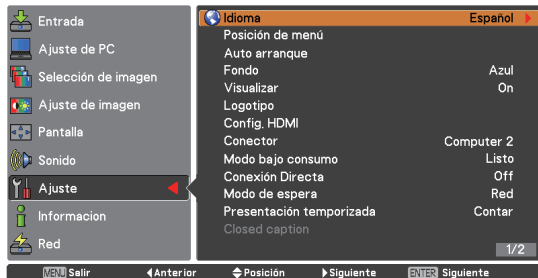 Entrada
Ajuste de PC
Selección de imagen
Ajuste de imagen
Pantalla
Sonido
Ajuste
Informacion
Red
Idioma Español
Posición de menú
Auto arranque
Fondo Azul
Visualizar On
Logotipo
Config. HDMI
Conector Computer 2
Modo bajo consumo Listo
Conexión Directa Off
Modo de espera Red
Presentación temporizada Contar
Closed caption
1/2
MENU Salir Anterior Posición Siguiente ENTER Siguiente